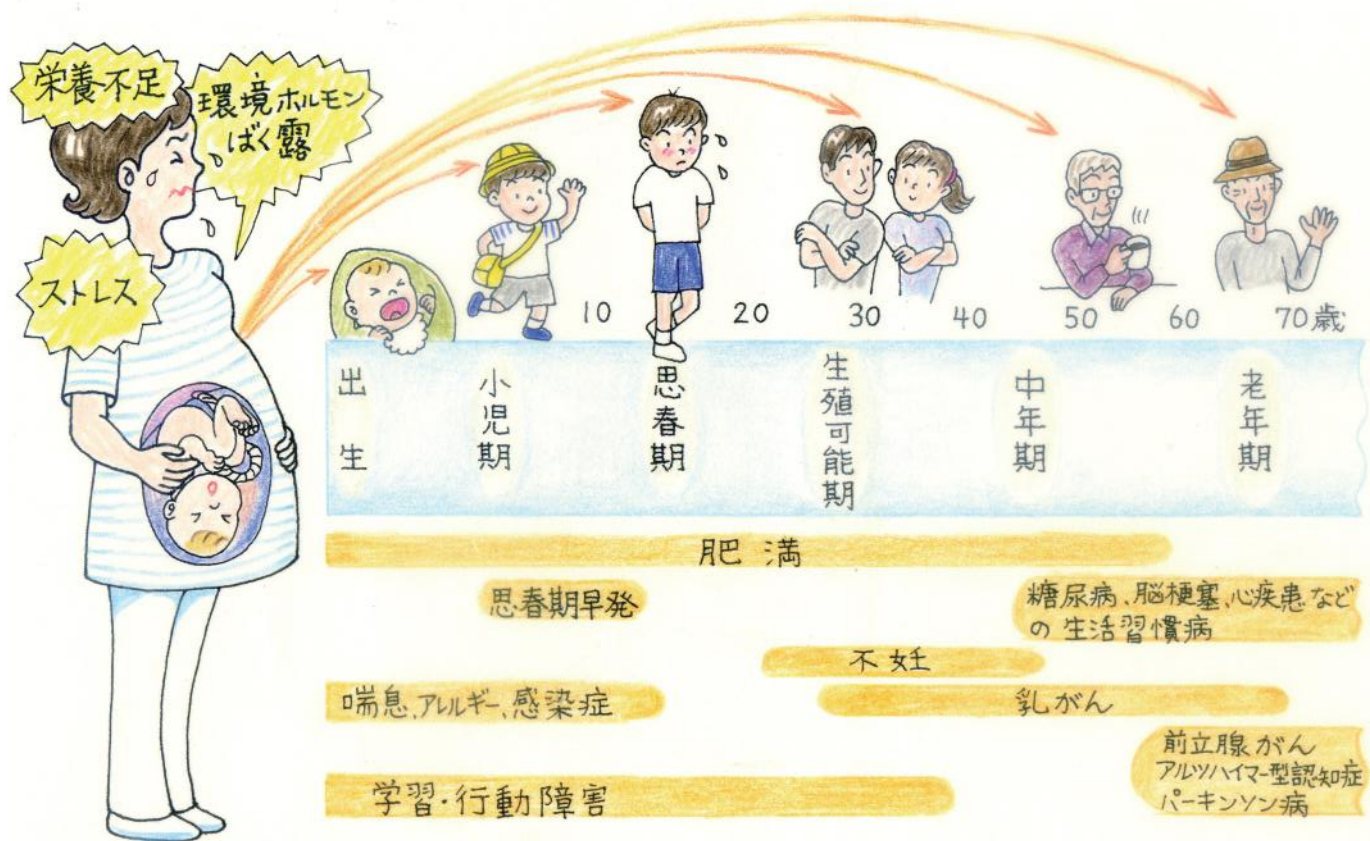 栄養不足
環境ホルモン
ばく露
ストレス
10
20
30
40
50
60
70歳
出生
小児期
思春期
生殖可能期
中年期
老年期
肥満
思春期早発
糖尿病、脳梗塞、心疾患など
の生活習慣病
不妊
喘息、アレルギー、感染症
乳がん
前立腺がん
アルツハイマー型認知症
パーキンソン病
学習・行動障害